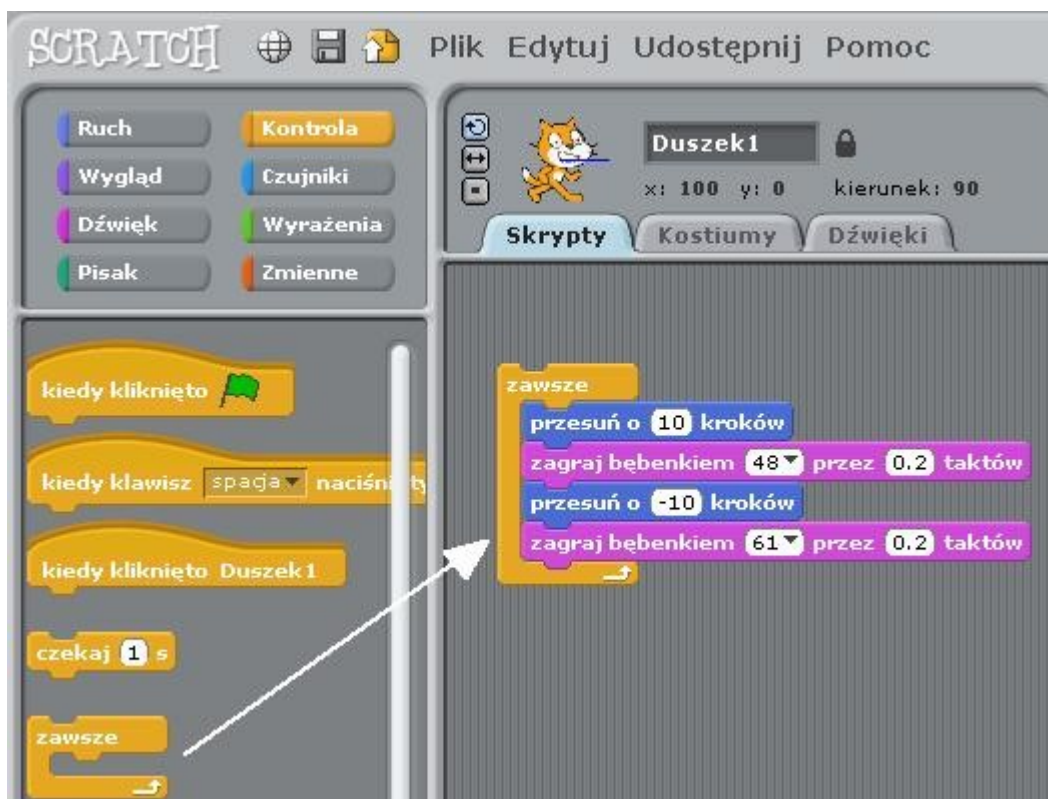 SCRATCH Plik Edytuj Udostępnij Pomoc
Ruch Kontrola
Wygląd Czujniki
Dźwięk Wyrażenia
Pisak Zmienne
Duszek1
x: 100 y: 0 kierunek: 90
Skrypty Kostiumy Dźwięki
kiedy kliknięto
kiedy klawisz spacja
kiedy kliknięto Duszek1
czekaj 1 s
zawsze
zawsze
przesuń o 10 kroków
zagraj bębenkiem 48 przez 0.2 taktów
przesuń o -10 kroków
zagraj bębenkiem 61 przez 0.2 taktów